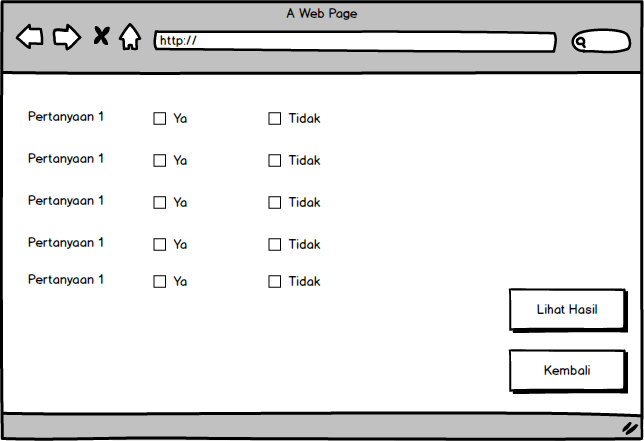 A Web Page
http://
Pertanyaan 1 Ya Tidak
Pertanyaan 1 Ya Tidak
Pertanyaan 1 Ya Tidak
Pertanyaan 1 Ya Tidak
Pertanyaan 1 Ya Tidak
Lihat Hasil
Kembali